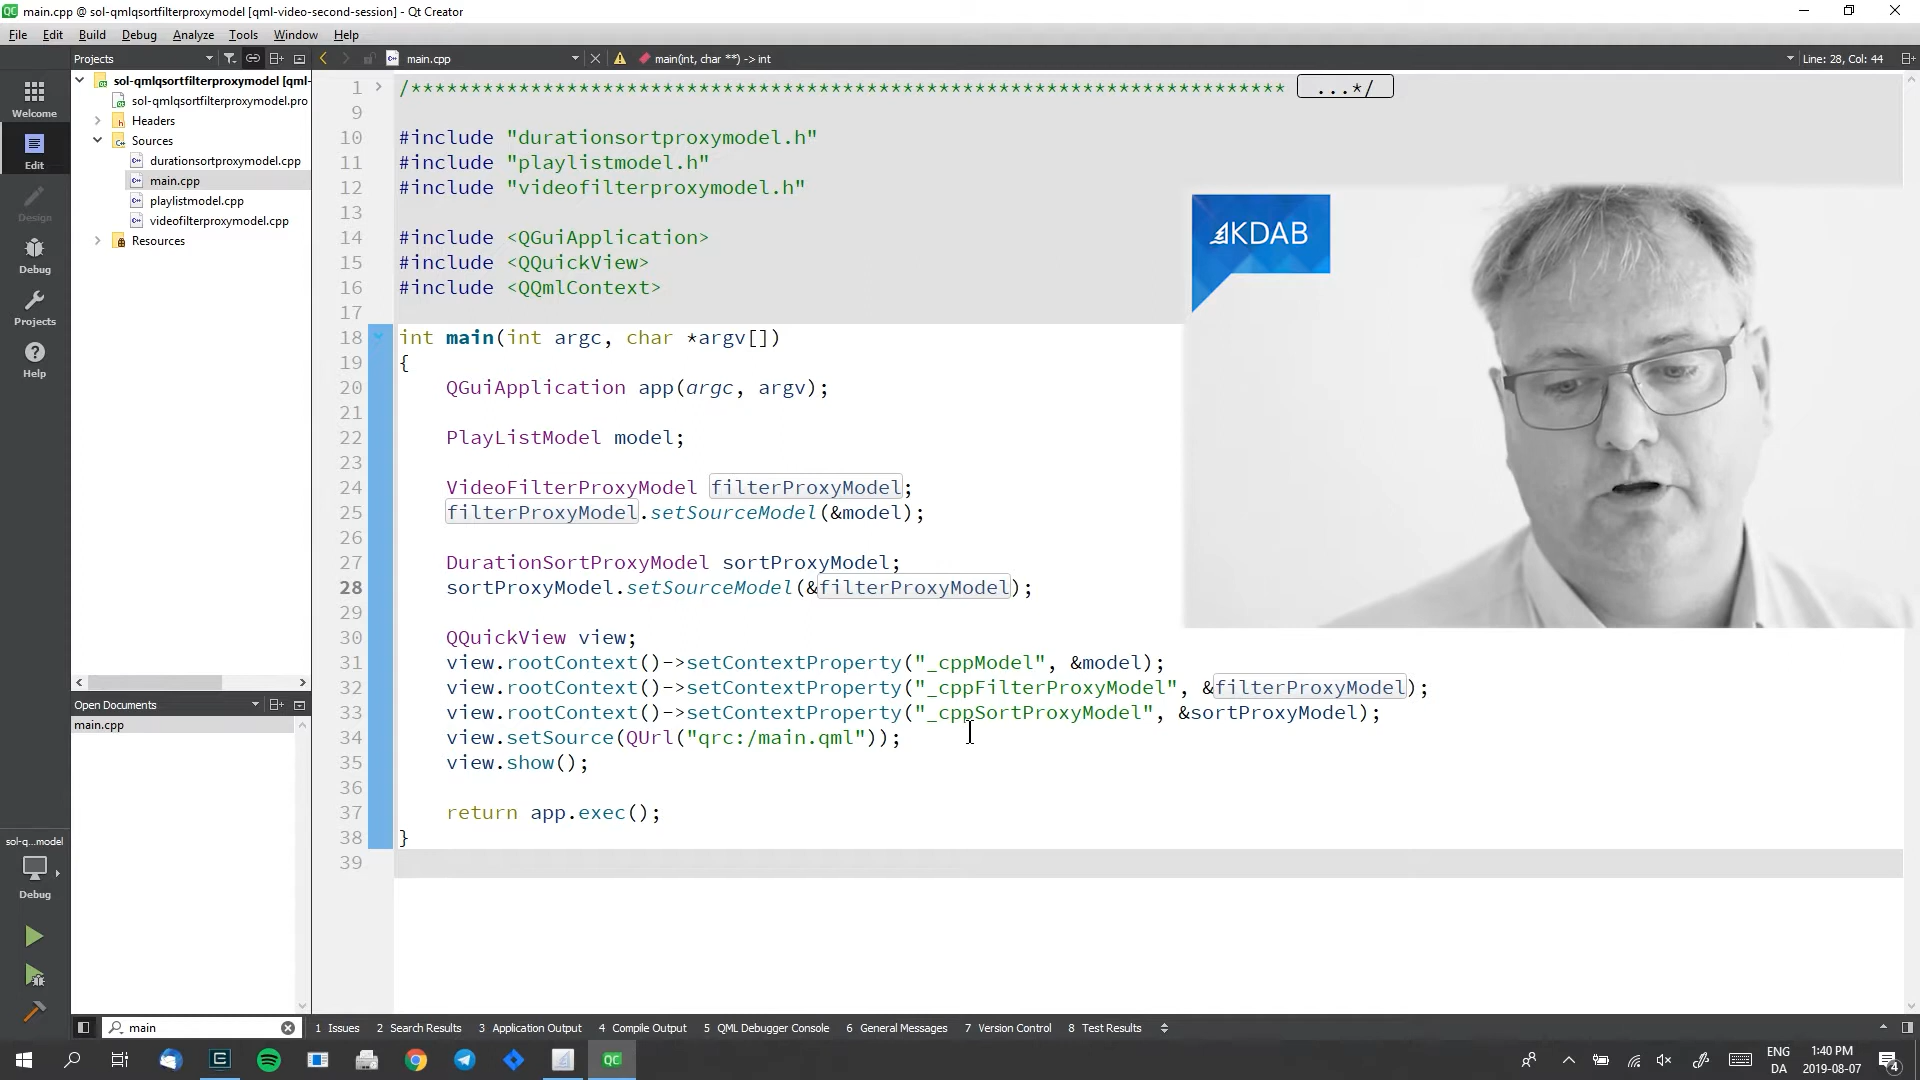 main.cpp @ sol-qmlqsortfilterproxymodel [qml-video-second-session] - Qt Creator
File Edit Build Debug Analyze Tools Window Help
Projects
main.cpp
main(int, char **) -> int
Line: 28, Col: 44
Welcome
Edit
Design
Debug
Projects
Help
sol-qmlqsortfilterproxymodel [qml-
sol-qmlqsortfilterproxymodel.pro
Headers
Sources
durationsortproxymodel.cpp
main.cpp
playlistmodel.cpp
videofilterproxymodel.cpp
Resources
Open Documents
main.cpp
1 /************************************************************************* ...*/
9
10 #include "durationsortproxymodel.h"
11 #include "playlistmodel.h"
12 #include "videofilterproxymodel.h"
13
14 #include <QGuiApplication>
15 #include <QQuickView>
16 #include <QQmlContext>
17
18 int main(int argc, char *argv[])
19 {
20 QGuiApplication app(argc, argv);
21
22 PlayListModel model;
23
24 VideoFilterProxyModel filterProxyModel;
25 filterProxyModel.setSourceModel(&model);
26
27 DurationSortProxyModel sortProxyModel;
28 sortProxyModel.setSourceModel(&filterProxyModel);
29
30 QQuickView view;
31 view.rootContext()->setContextProperty("_cppModel", &model);
32 view.rootContext()->setContextProperty("_cppFilterProxyModel", &filterProxyModel);
33 view.rootContext()->setContextProperty("_cppSortProxyModel", &sortProxyModel);
34 view.setSource(QUrl("qrc:/main.qml"));
35 view.show();
36
37 return app.exec();
38 }
39
KDAB
sol-q...model
Debug
main
1 Issues 2 Search Results 3 Application Output 4 Compile Output 5 QML Debugger Console 6 General Messages 7 Version Control 8 Test Results
QC
ENG
DA
1:40 PM
2019-08-07
4